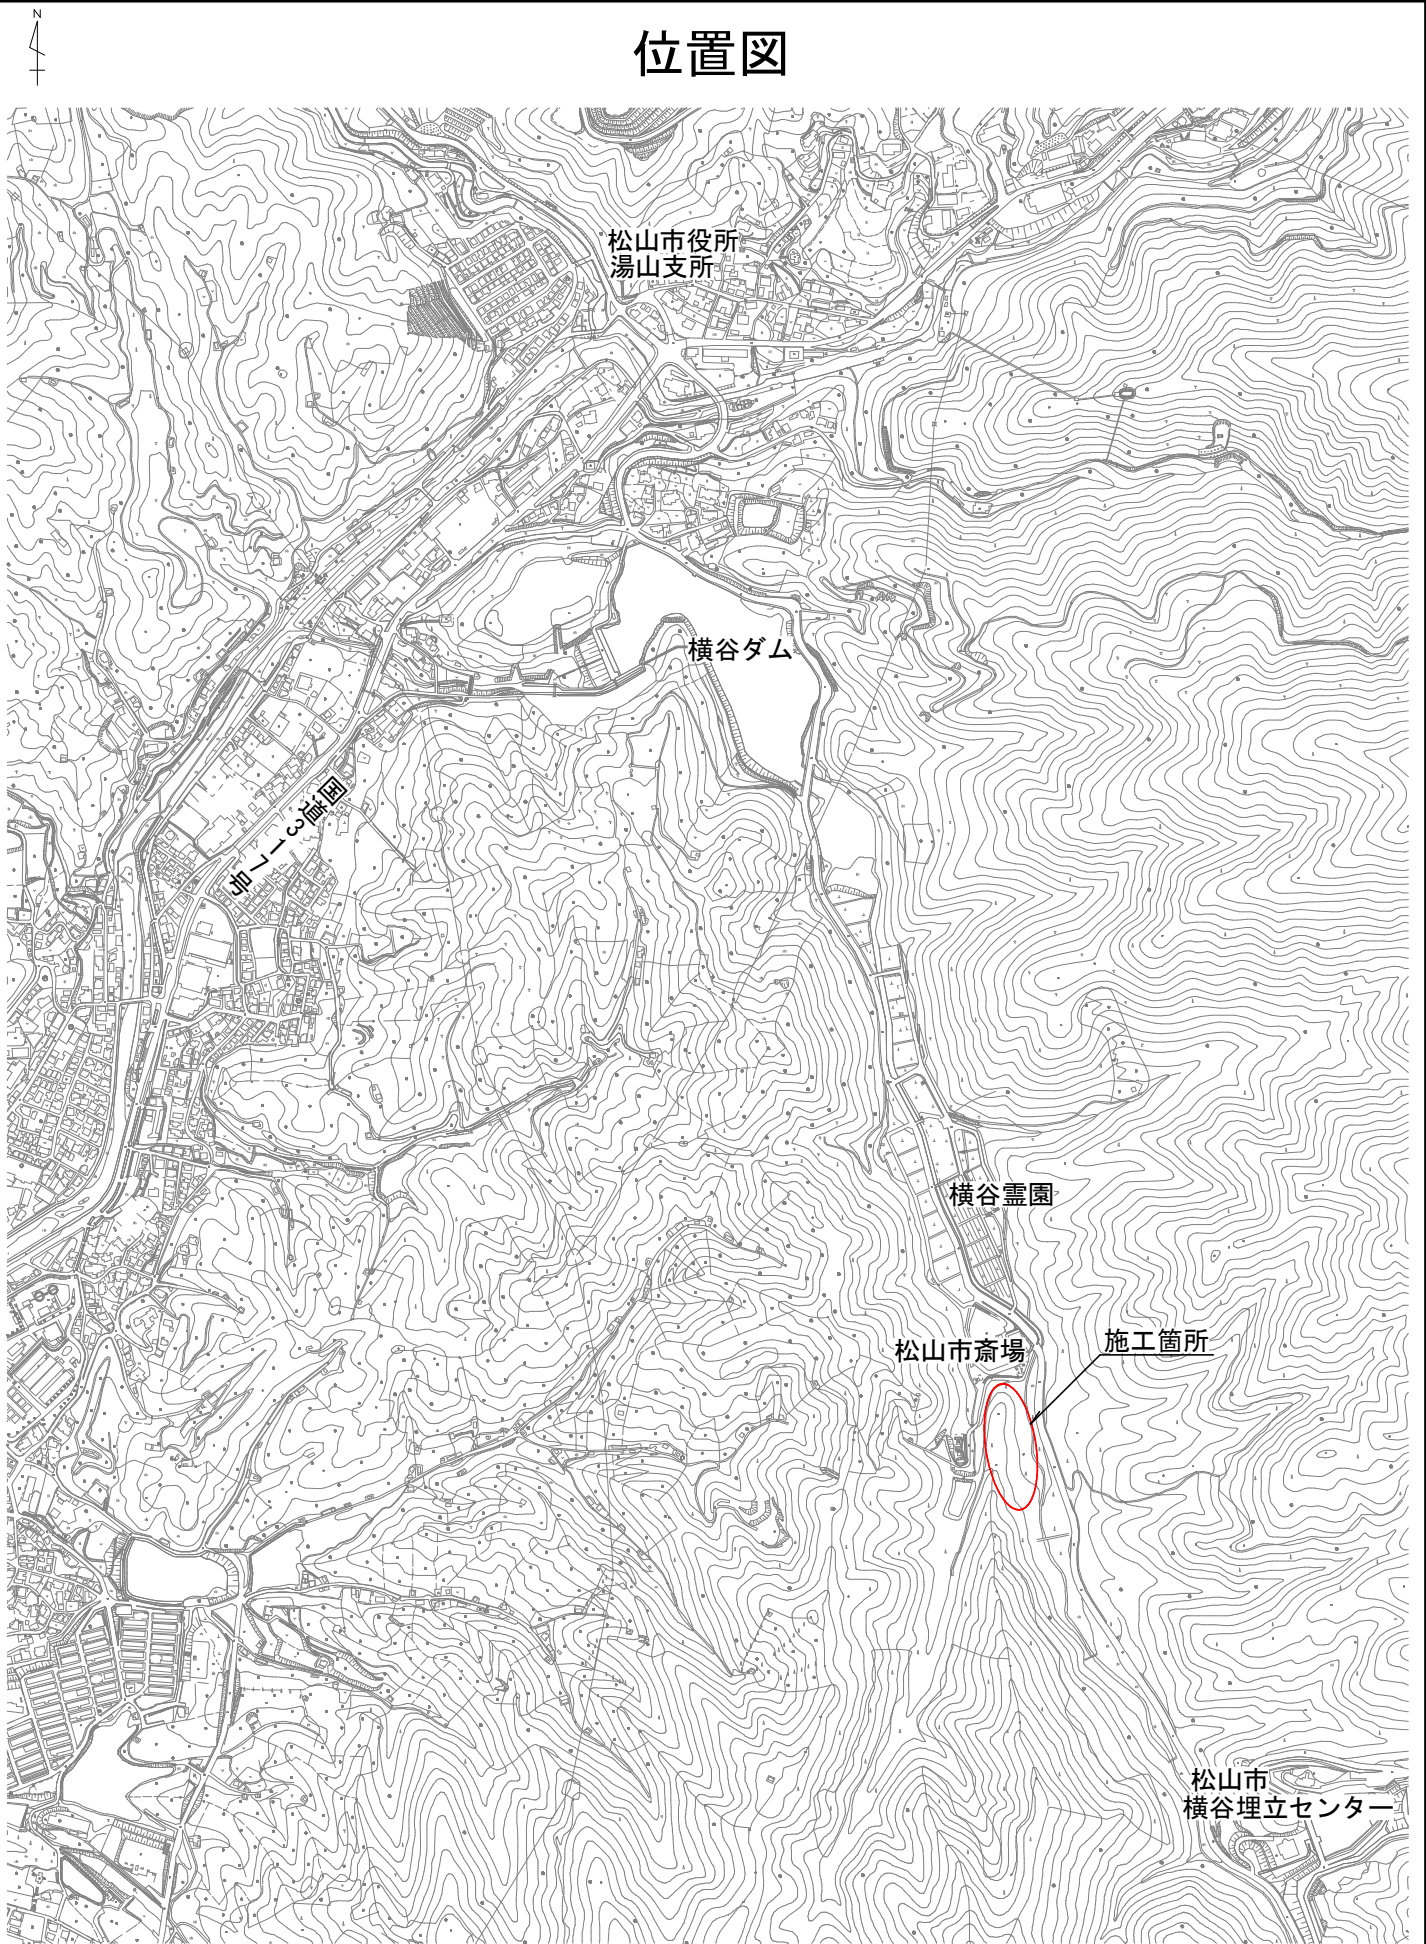 N
位置図
松山市役所
湯山支所
横谷ダム
国道317号
横谷霊園
松山市斎場
施工箇所
松山市
横谷埋立センター